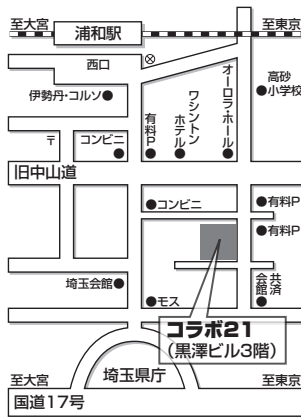 至大宮
浦和駅
至東京
西口
伊勢丹・コルソ
オーロラ・ホール
高砂
小学校
〒
コンビニ
有料P
ワシントン
ホテル
旧中山道
コンビニ
有料P
有料P
埼玉会館
モス
共済
会館
コラボ21
(黒澤ビル3階)
埼玉県庁
至大宮
至東京
国道17号